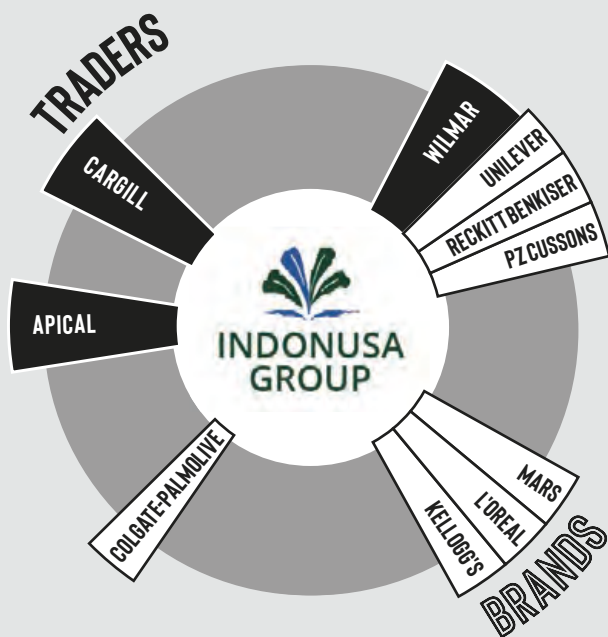 TRADERS
CARGILL
APICAL
WILMAR
UNILEVER
RECKITT BENKISER
PZ CUSSONS
INDONUSA
GROUP
COLGATE-PALMOLIVE
KELLOGG'S
L'OREAL
MARS
BRANDS